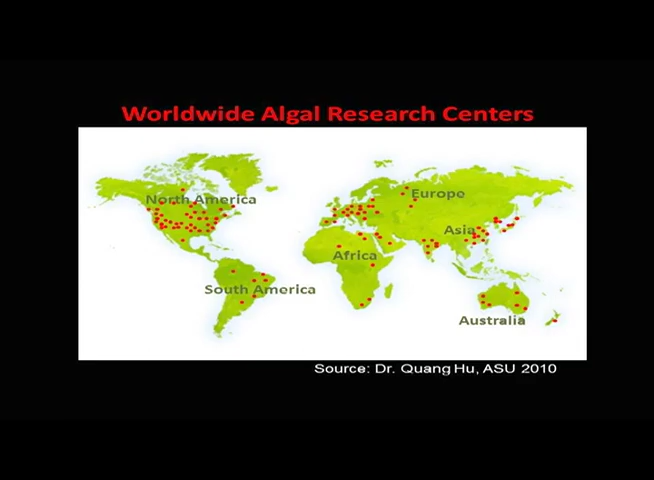 Worldwide Algal Research Centers
North America
Europe
Asia
Africa
South America
Australia
Source: Dr. Quang Hu, ASU 2010